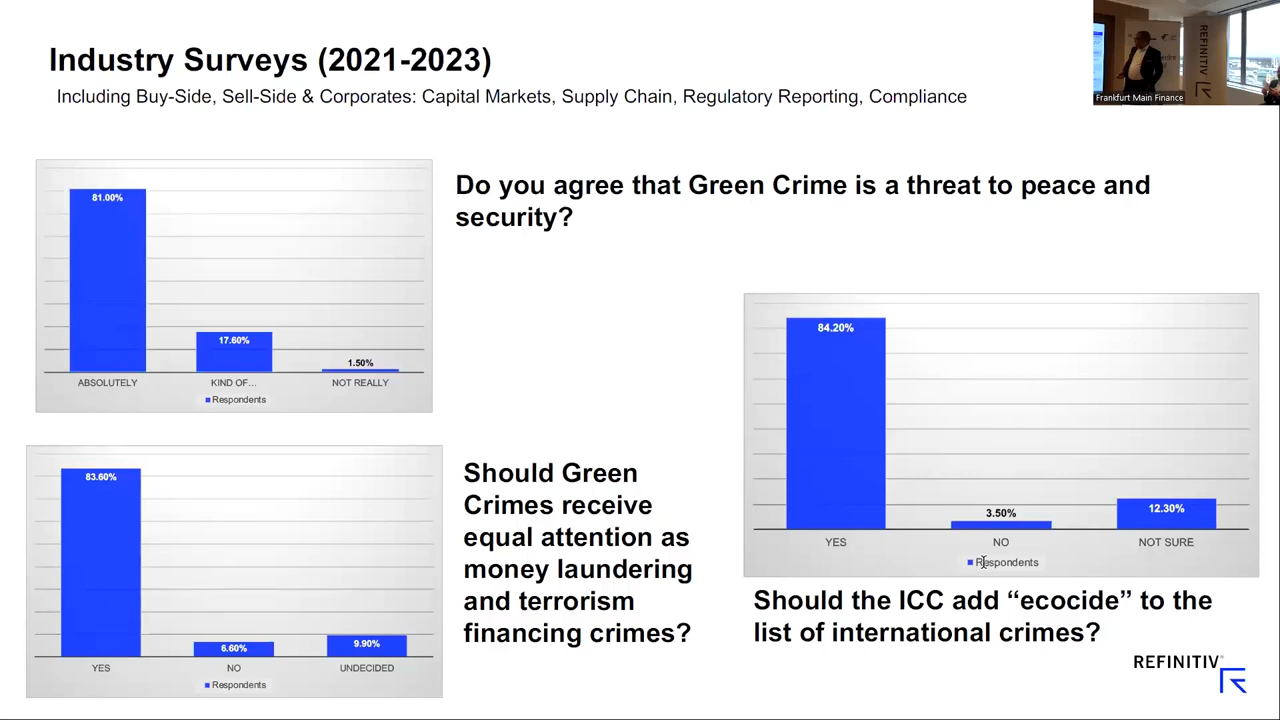 Industry Surveys (2021-2023)
Including Buy-Side, Sell-Side & Corporates: Capital Markets, Supply Chain, Regulatory Reporting, Compliance
REFINITIV
Frankfurt Main Finance
81.00%
17.60%
1.50%
ABSOLUTELY
KIND OF...
NOT REALLY
Respondents
Do you agree that Green Crime is a threat to peace and
security?
84.20%
3.50%
12.30%
YES
NO
NOT SURE
Respondents
Should the ICC add “ecocide” to the
list of international crimes?
83.60%
6.60%
9.90%
YES
NO
UNDECIDED
Respondents
Should Green
Crimes receive
equal attention as
money laundering
and terrorism
financing crimes?
REFINITIV